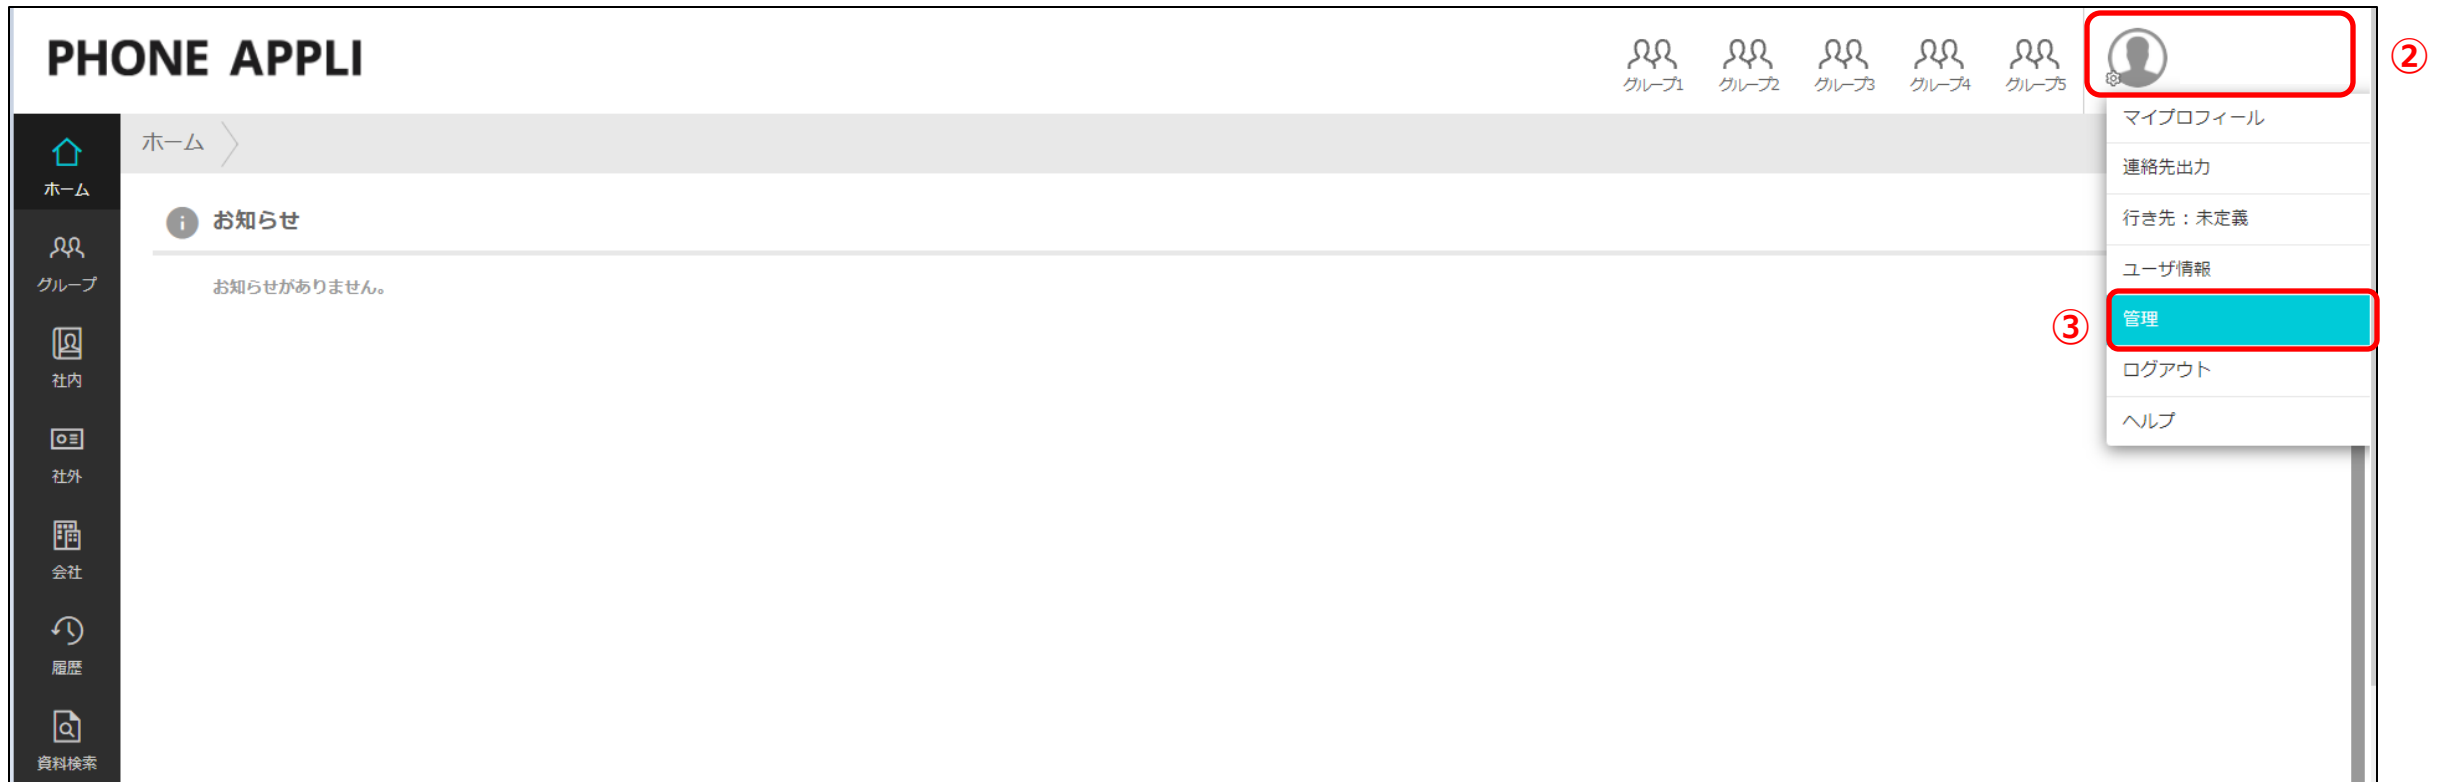 PHONE APPLI
グループ1
グループ2
グループ3
グループ4
グループ5
②
マイプロフィール
連絡先出力
行き先：未定義
ユーザ情報
③
管理
ログアウト
ヘルプ
ホーム
お知らせ
お知らせがありません。
ホーム
グループ
社内
社外
会社
履歴
資料検索